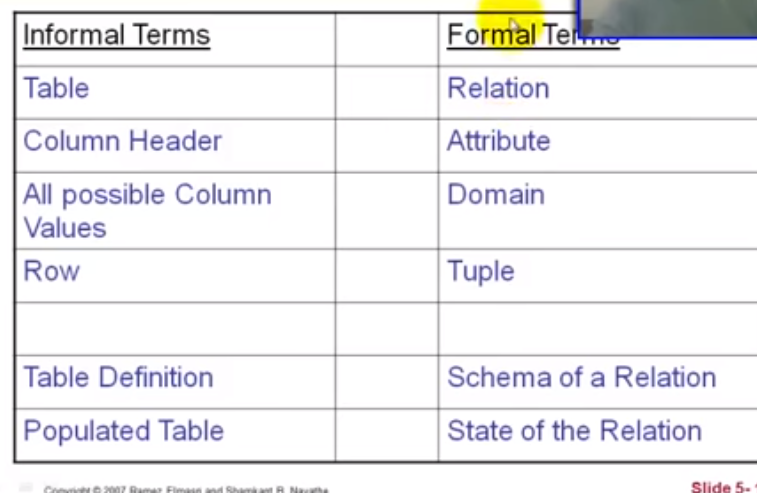 Informal Terms Formal Terms
Table Relation
Column Header Attribute
All possible Column Domain
Values
Row Tuple
Table Definition Schema of a Relation
Populated Table State of the Relation
Copyright © 2007 Ramez Elmasri and Shamkant B. Navathe
Slide 5-